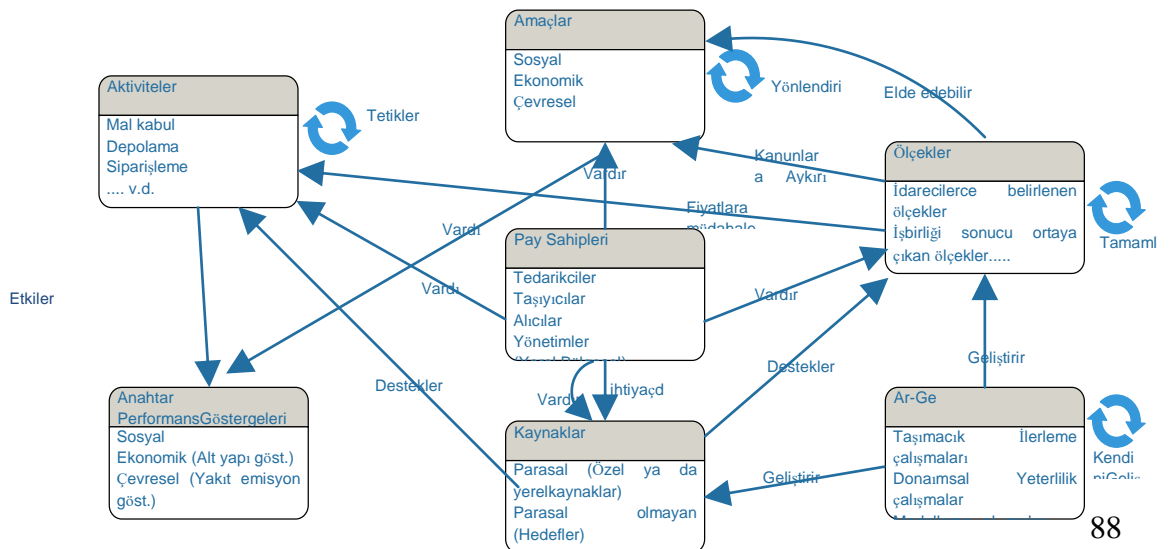 Amaçlar
Sosyal
Ekonomik
Çevresel
Yönlendiri
Elde edebilir
Aktiviteler
Mal kabul
Depolama
Siparişleme
.... v.d.
Tetikler
Ölçekler
İdarecilerce belirlenen
ölçekler
İşbirliği sonucu ortaya
çıkan ölçekler.....
Tamaml
Kanunlar
a Aykırı
Vardır
Fiyatlara
müdahale
Vardı
Pay Sahipleri
Tedarikciler
Taşıyıcılar
Alıcılar
Yönetimler
Vardı
Vardır
Etkiler
Destekler
Destekler
Geliştirir
Vardır
ihtiyaçd
Anahtar
PerformansGöstergeleri
Sosyal
Ekonomik (Alt yapı göst.)
Çevresel (Yakıt emisyon
göst.)
Kaynaklar
Parasal (Özel ya da
yerelkaynaklar)
Parasal olmayan
(Hedefler)
Geliştirir
Ar-Ge
Taşımacık İlerleme
çalışmaları
Donaımsal Yeterlilik
çalışmalar
Kendi
88